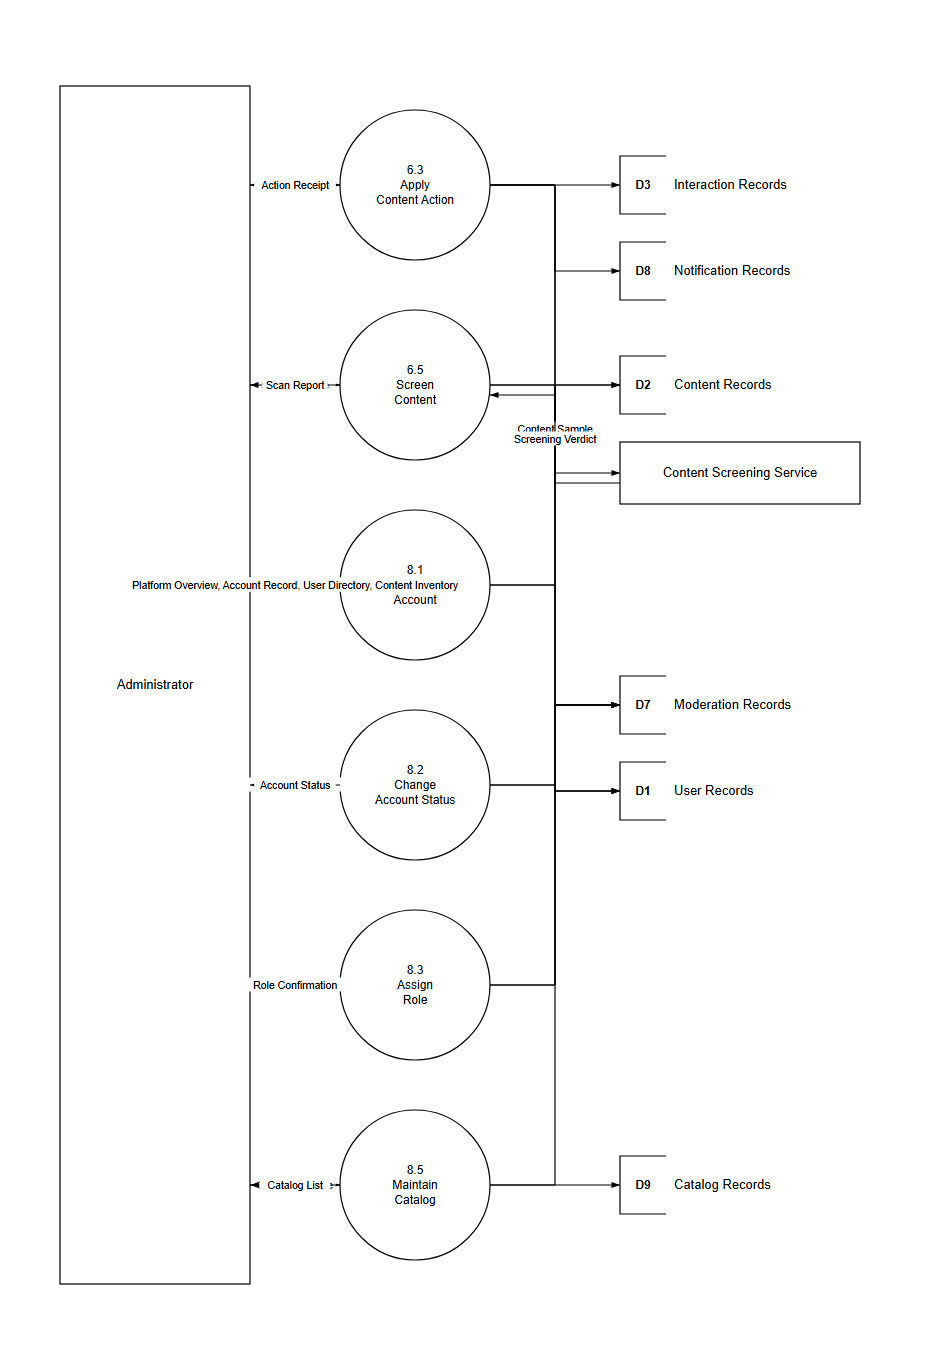 6.3
Apply
Content Action
Action Receipt
D3
Interaction Records
D8
Notification Records
6.5
Screen
Content
Scan Report
D2
Content Records
Content Sample
Screening Verdict
Content Screening Service
8.1
Platform Overview, Account Record, User Directory, Content Inventory
Account
Administrator
D7
Moderation Records
8.2
Change
Account Status
Account Status
D1
User Records
8.3
Assign
Role
Role Confirmation
8.5
Maintain
Catalog
Catalog List
D9
Catalog Records